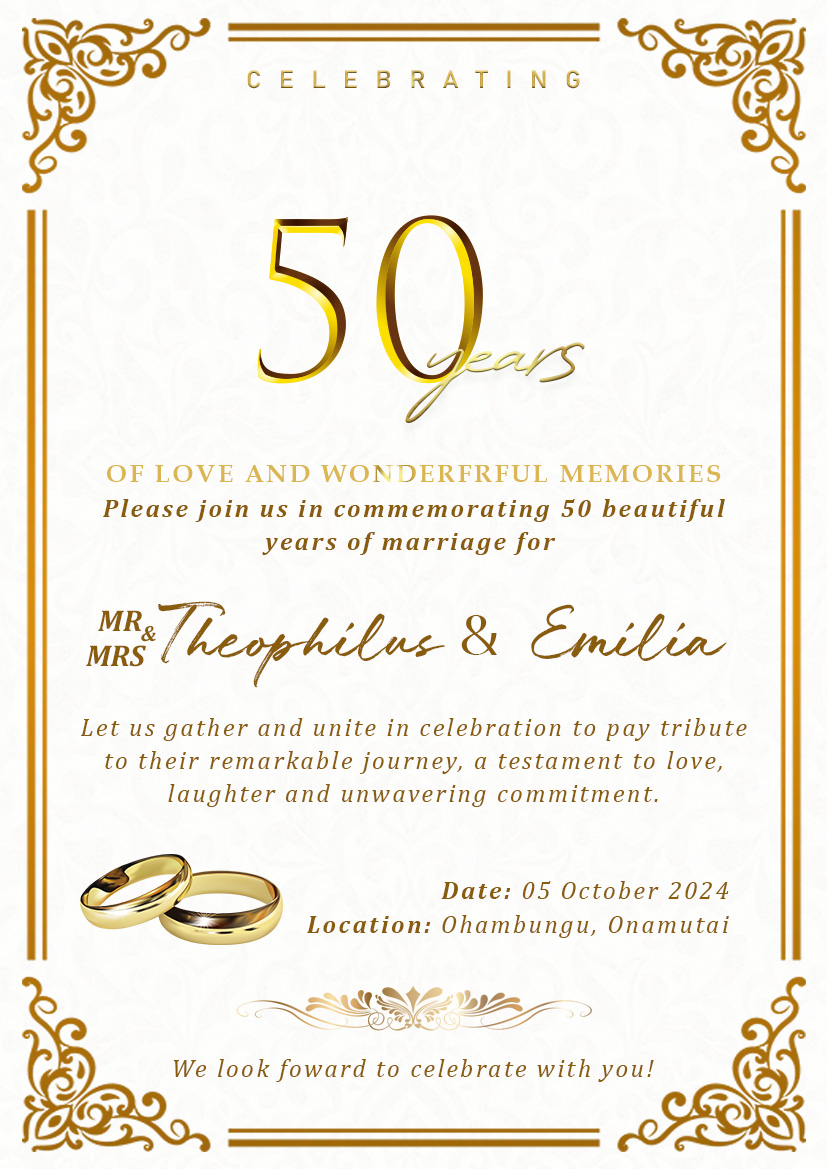 CELEBRATING
50
years
OF LOVE AND WONDERFRFUL MEMORIES
Please join us in commemorating 50 beautiful
years of marriage for
MR & MRS Theophilus & Emilia
Let us gather and unite in celebration to pay tribute
to their remarkable journey, a testament to love,
laughter and unwavering commitment.
Date: 05 October 2024
Location: Ohambungu, Onamutai
We look foward to celebrate with you!